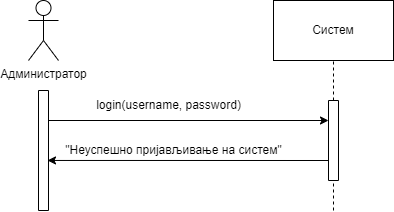 Систем
Администратор
login(username, password)
"Неуспешно пријављивање на систем"